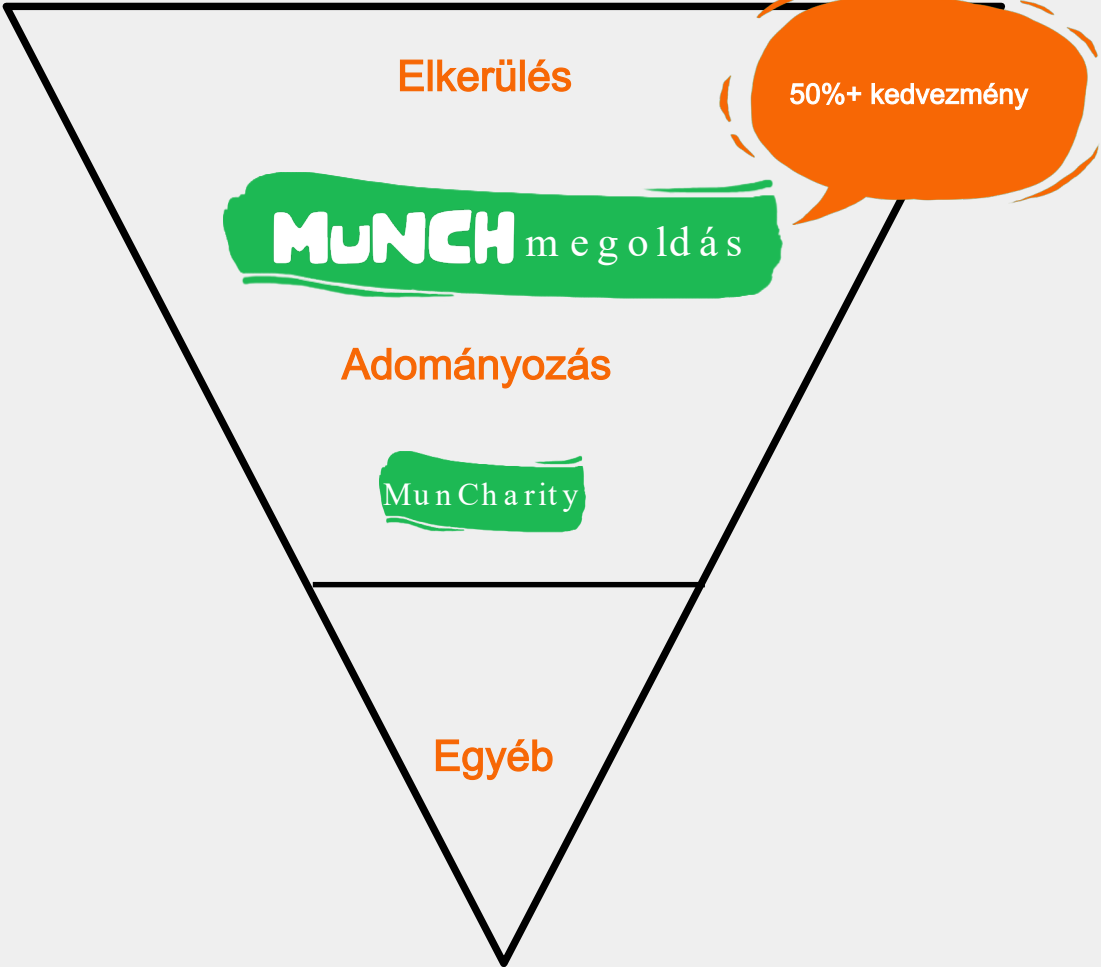 Elkerülés
50%+ kedvezmény
MUNCH megoldás
Adományozás
MunCharity
Egyéb